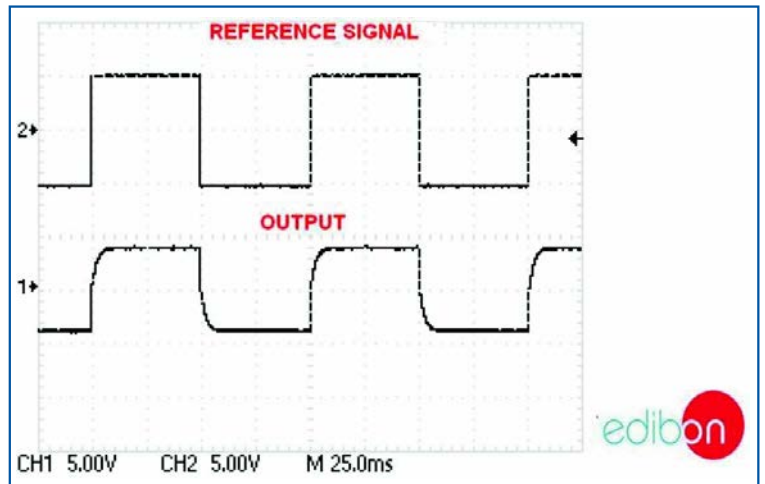 REFERENCE SIGNAL
2
OUTPUT
1
edibon
CH1 5.00V CH2 5.00V M 25.0ms